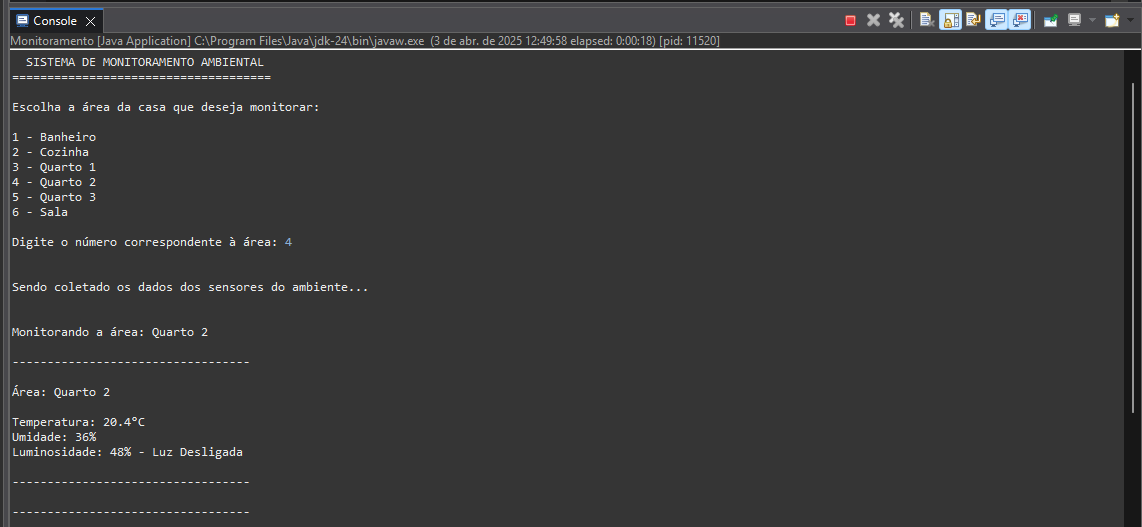 Console
Monitoramento [Java Application] C:\Program Files\Java\jdk-24\bin\javaw.exe (3 de abr. de 2025 12:49:58 elapsed: 0:00:18) [pid: 11520]
SISTEMA DE MONITORAMENTO AMBIENTAL
=====================================
Escolha a área da casa que deseja monitorar:
1 - Banheiro
2 - Cozinha
3 - Quarto 1
4 - Quarto 2
5 - Quarto 3
6 - Sala
Digite o número correspondente à área: 4
Sendo coletado os dados dos sensores do ambiente...
Monitorando a área: Quarto 2
----------------------------------
Área: Quarto 2
Temperatura: 20.4°C
Umidade: 36%
Luminosidade: 48% - Luz Desligada
----------------------------------
----------------------------------